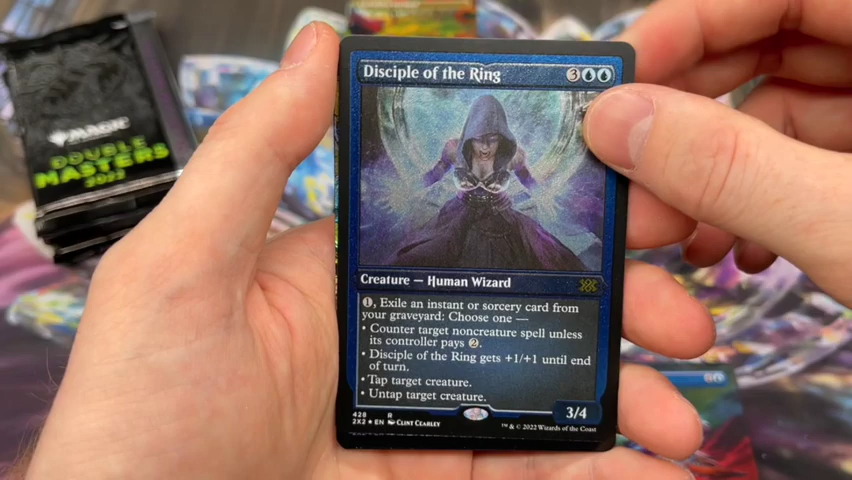 MAGIC
DOUBLE
MASTERS
2022
Disciple of the Ring
3
Creature — Human Wizard
1, Exile an instant or sorcery card from
your graveyard: Choose one —
• Counter target noncreature spell unless
its controller pays 2.
• Disciple of the Ring gets +1/+1 until end
of turn.
• Tap target creature.
• Untap target creature.
3/4
428 R
2X2 ★ EN Clint Cearley
™ & © 2022 Wizards of the Coast